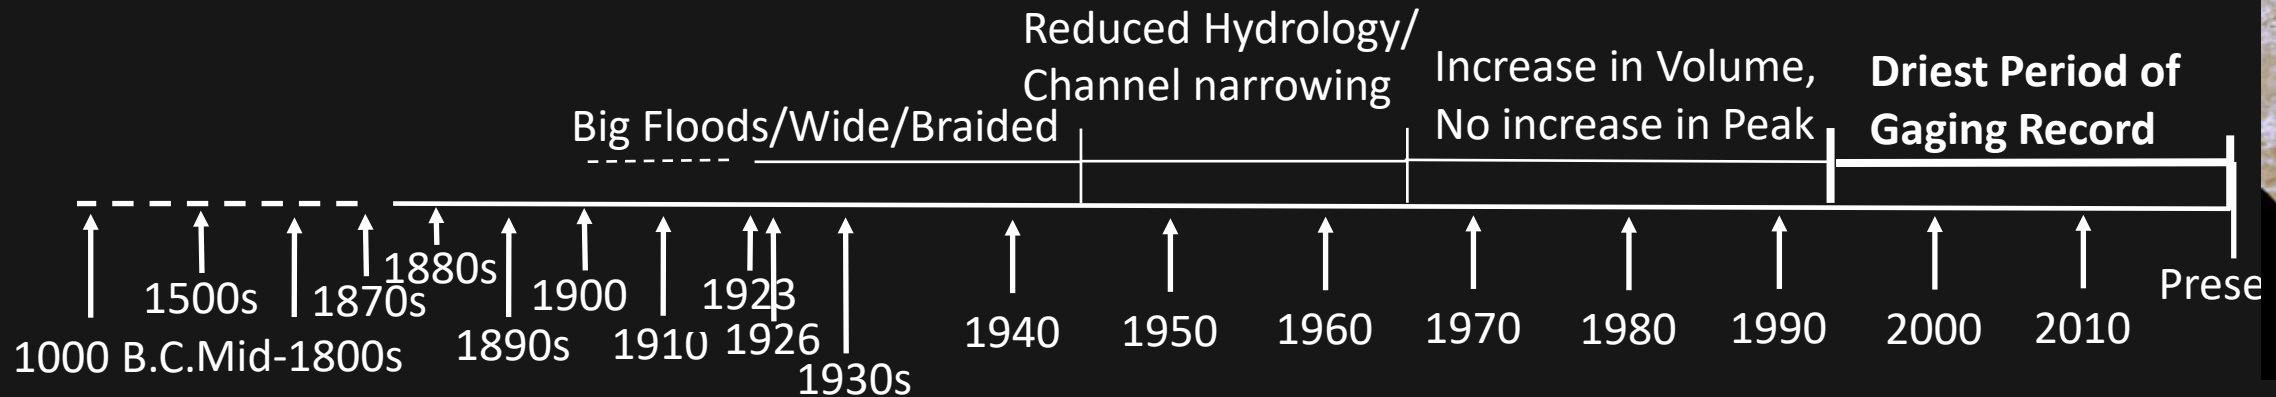 Reduced Hydrology/
Channel narrowing
Increase in Volume,
No increase in Peak
Driest Period of
Gaging Record
Big Floods/Wide/Braided
1000 B.C.
1500s
Mid-1800s
1870s
1880s
1890s
1900
1910
1923
1926
1930s
1940
1950
1960
1970
1980
1990
2000
2010
Prese